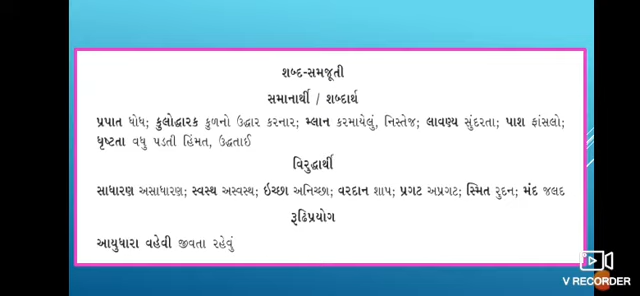 શબ્દ-સમજૂતી
સમાનાર્થી / શબ્દાર્થ
પ્રપાત ધોધ; કુલોદ્ધારક કુળનો ઉદ્ધાર કરનાર; મ્લાન કરમાયેલું, નિસ્તેજ; લાવણ્ય સુંદરતા; પાશ ફાંસલો;
ધૃષ્ટતા વધુ પડતી હિંમત, ઉદ્ધતાઈ
વિરુદ્ધાર્થી
સાધારણ અસાધારણ; સ્વસ્થ અસ્વસ્થ; ઇચ્છા અનિચ્છા; વરદાન શાપ; પ્રગટ અપ્રગટ; સ્મિત રુદન; મંદ જલદ
રૂઢિપ્રયોગ
આયુધારા વહેવી જીવતા રહેવું
V RECORDER